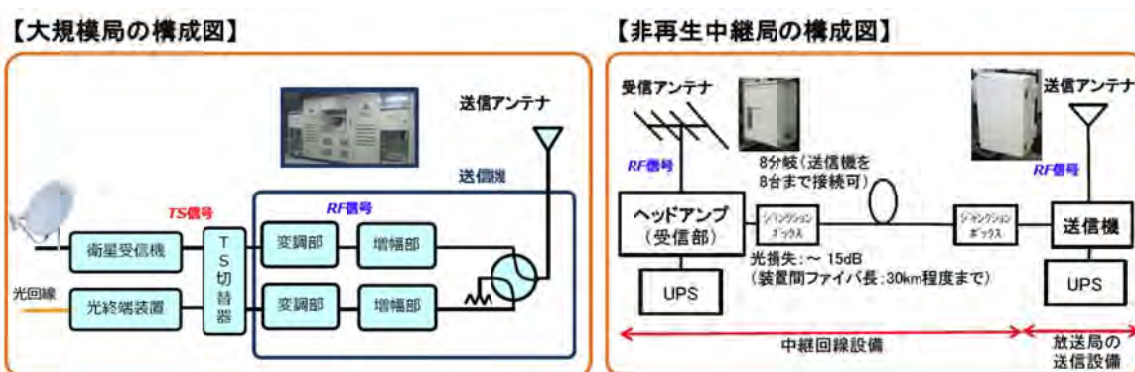 【大規模局の構成図】
送信アンテナ
送信機
TS信号
RF信号
衛星受信機
TS切替器
変調部
増幅部
光回線
光終端装置
変調部
増幅部
【非再生中継局の構成図】
受信アンテナ
送信アンテナ
RF信号
8分岐(送信機を
8台まで接続可)
RF信号
ヘッドアンプ
(受信部)
ジャンクション
ボックス
ジャンクション
ボックス
送信機
光損失:~ 15dB
(装置間ファイバ長:30km程度まで)
UPS
UPS
中継回線設備
放送局の
送信設備